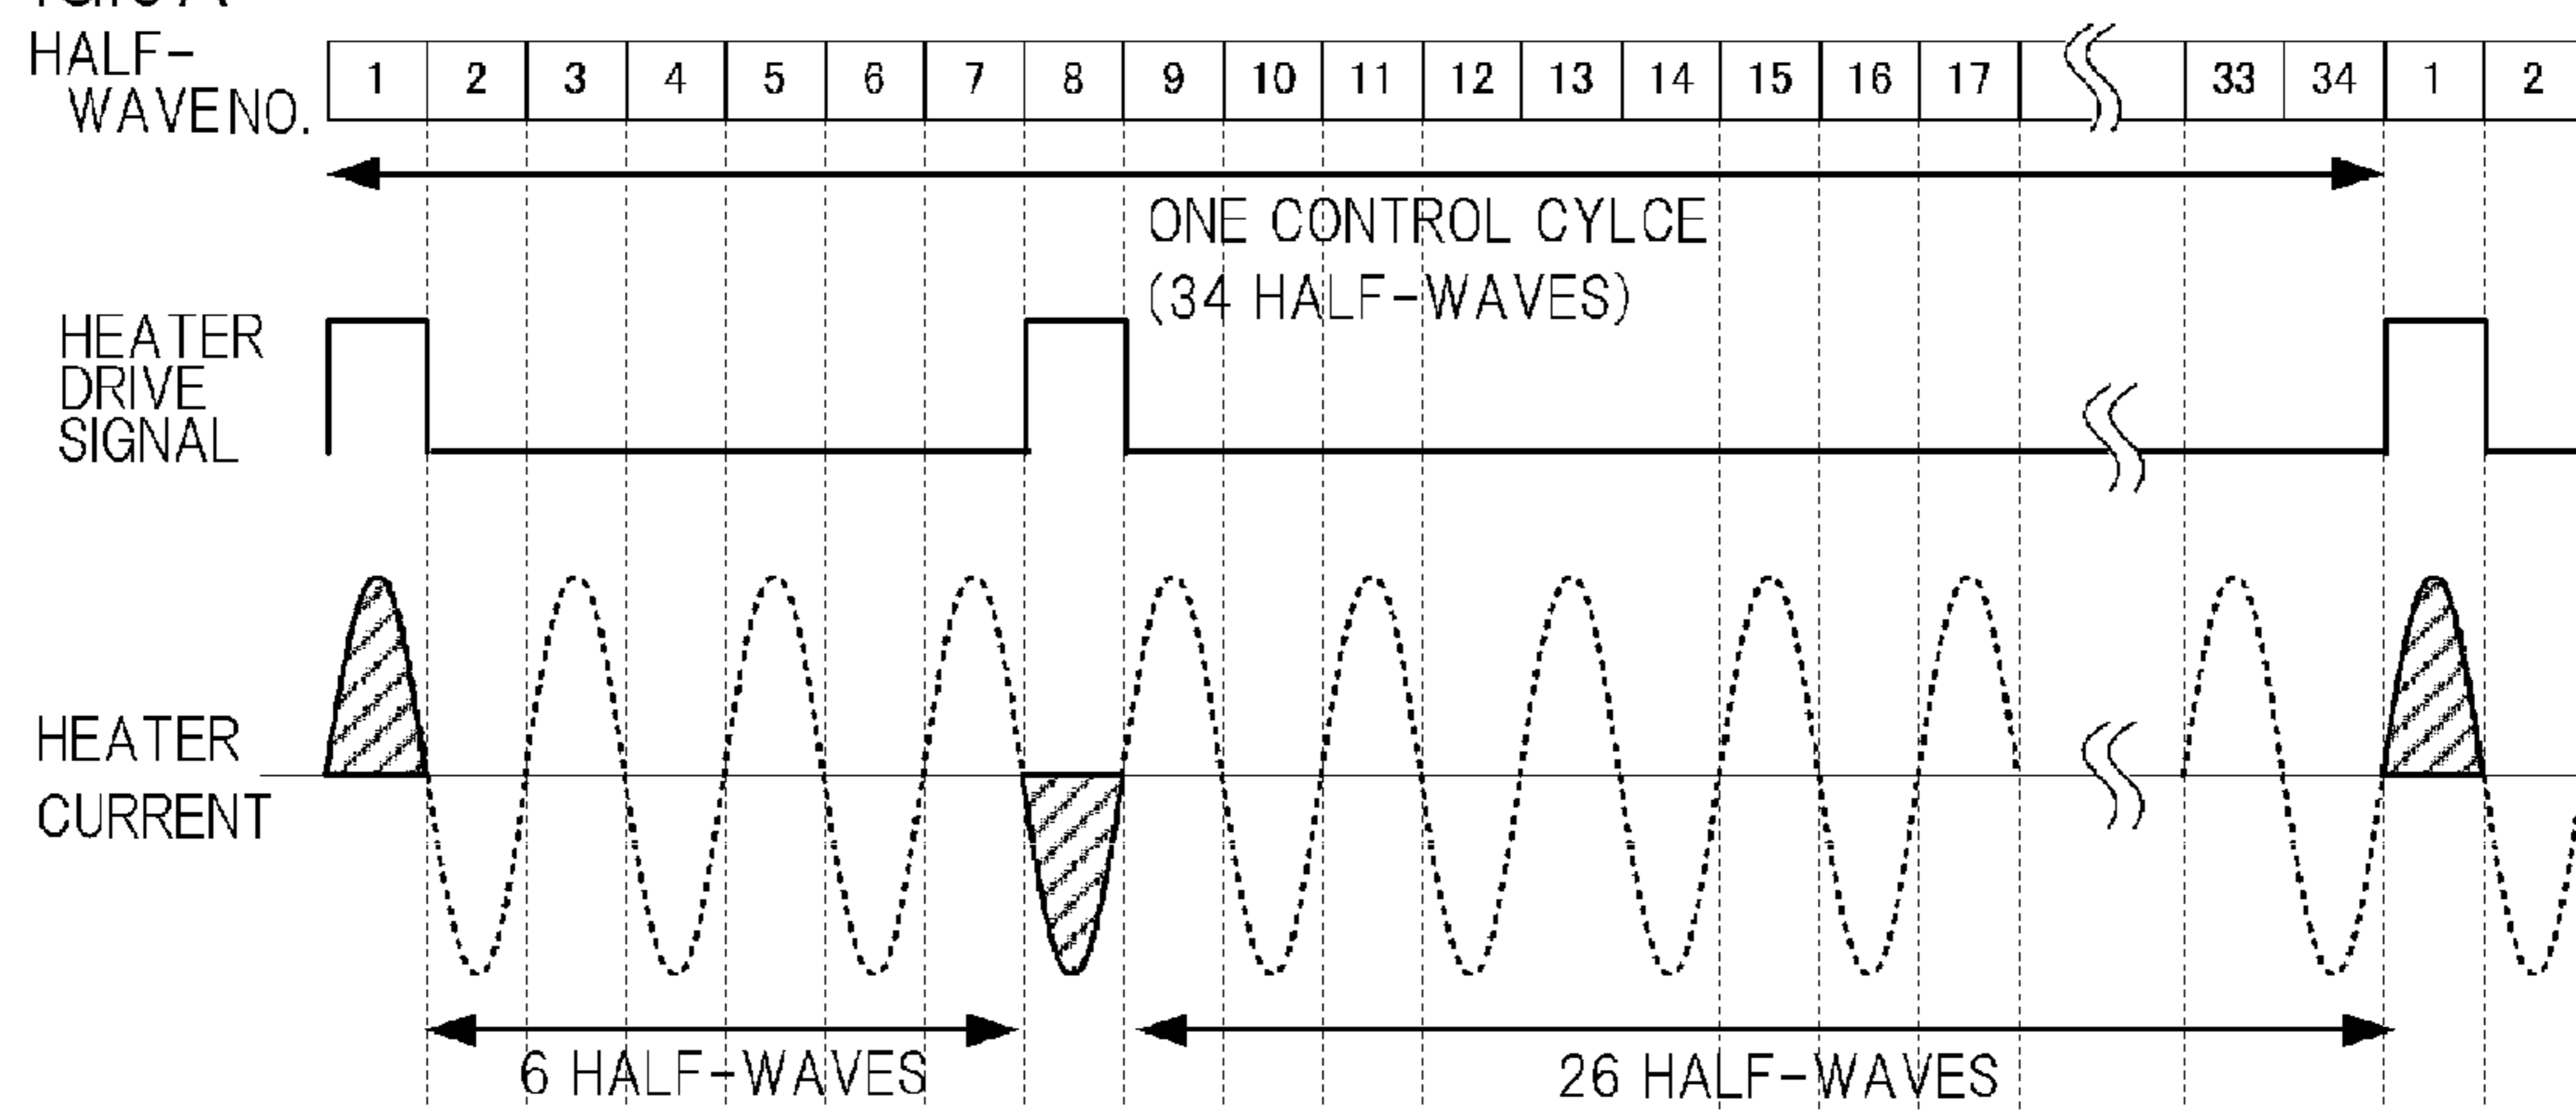 HALF-
WAVE NO.
1 2 3 4 5 6 7 8 9 10 11 12 13 14 15 16 17 33 34 1 2
ONE CONTROL CYLCE
(34 HALF-WAVES)
HEATER
DRIVE
SIGNAL
HEATER
CURRENT
6 HALF-WAVES
26 HALF-WAVES